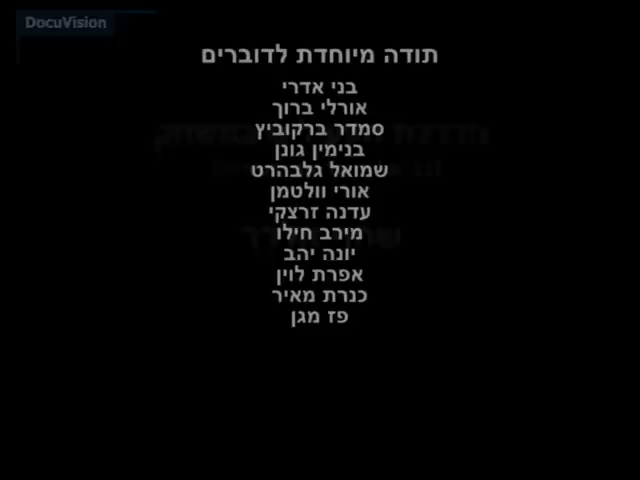 DocuVision
תודה מיוחדת לדוברים
בני אדרי
אורלי ברוך
סמדר ברקוביץ
בנימין גונן
שמואל גלבהרט
אורי וולטמן
עדנה זרצקי
מירב חילו
יונה יהב
אפרת לוין
כנרת מאיר
פז מגן